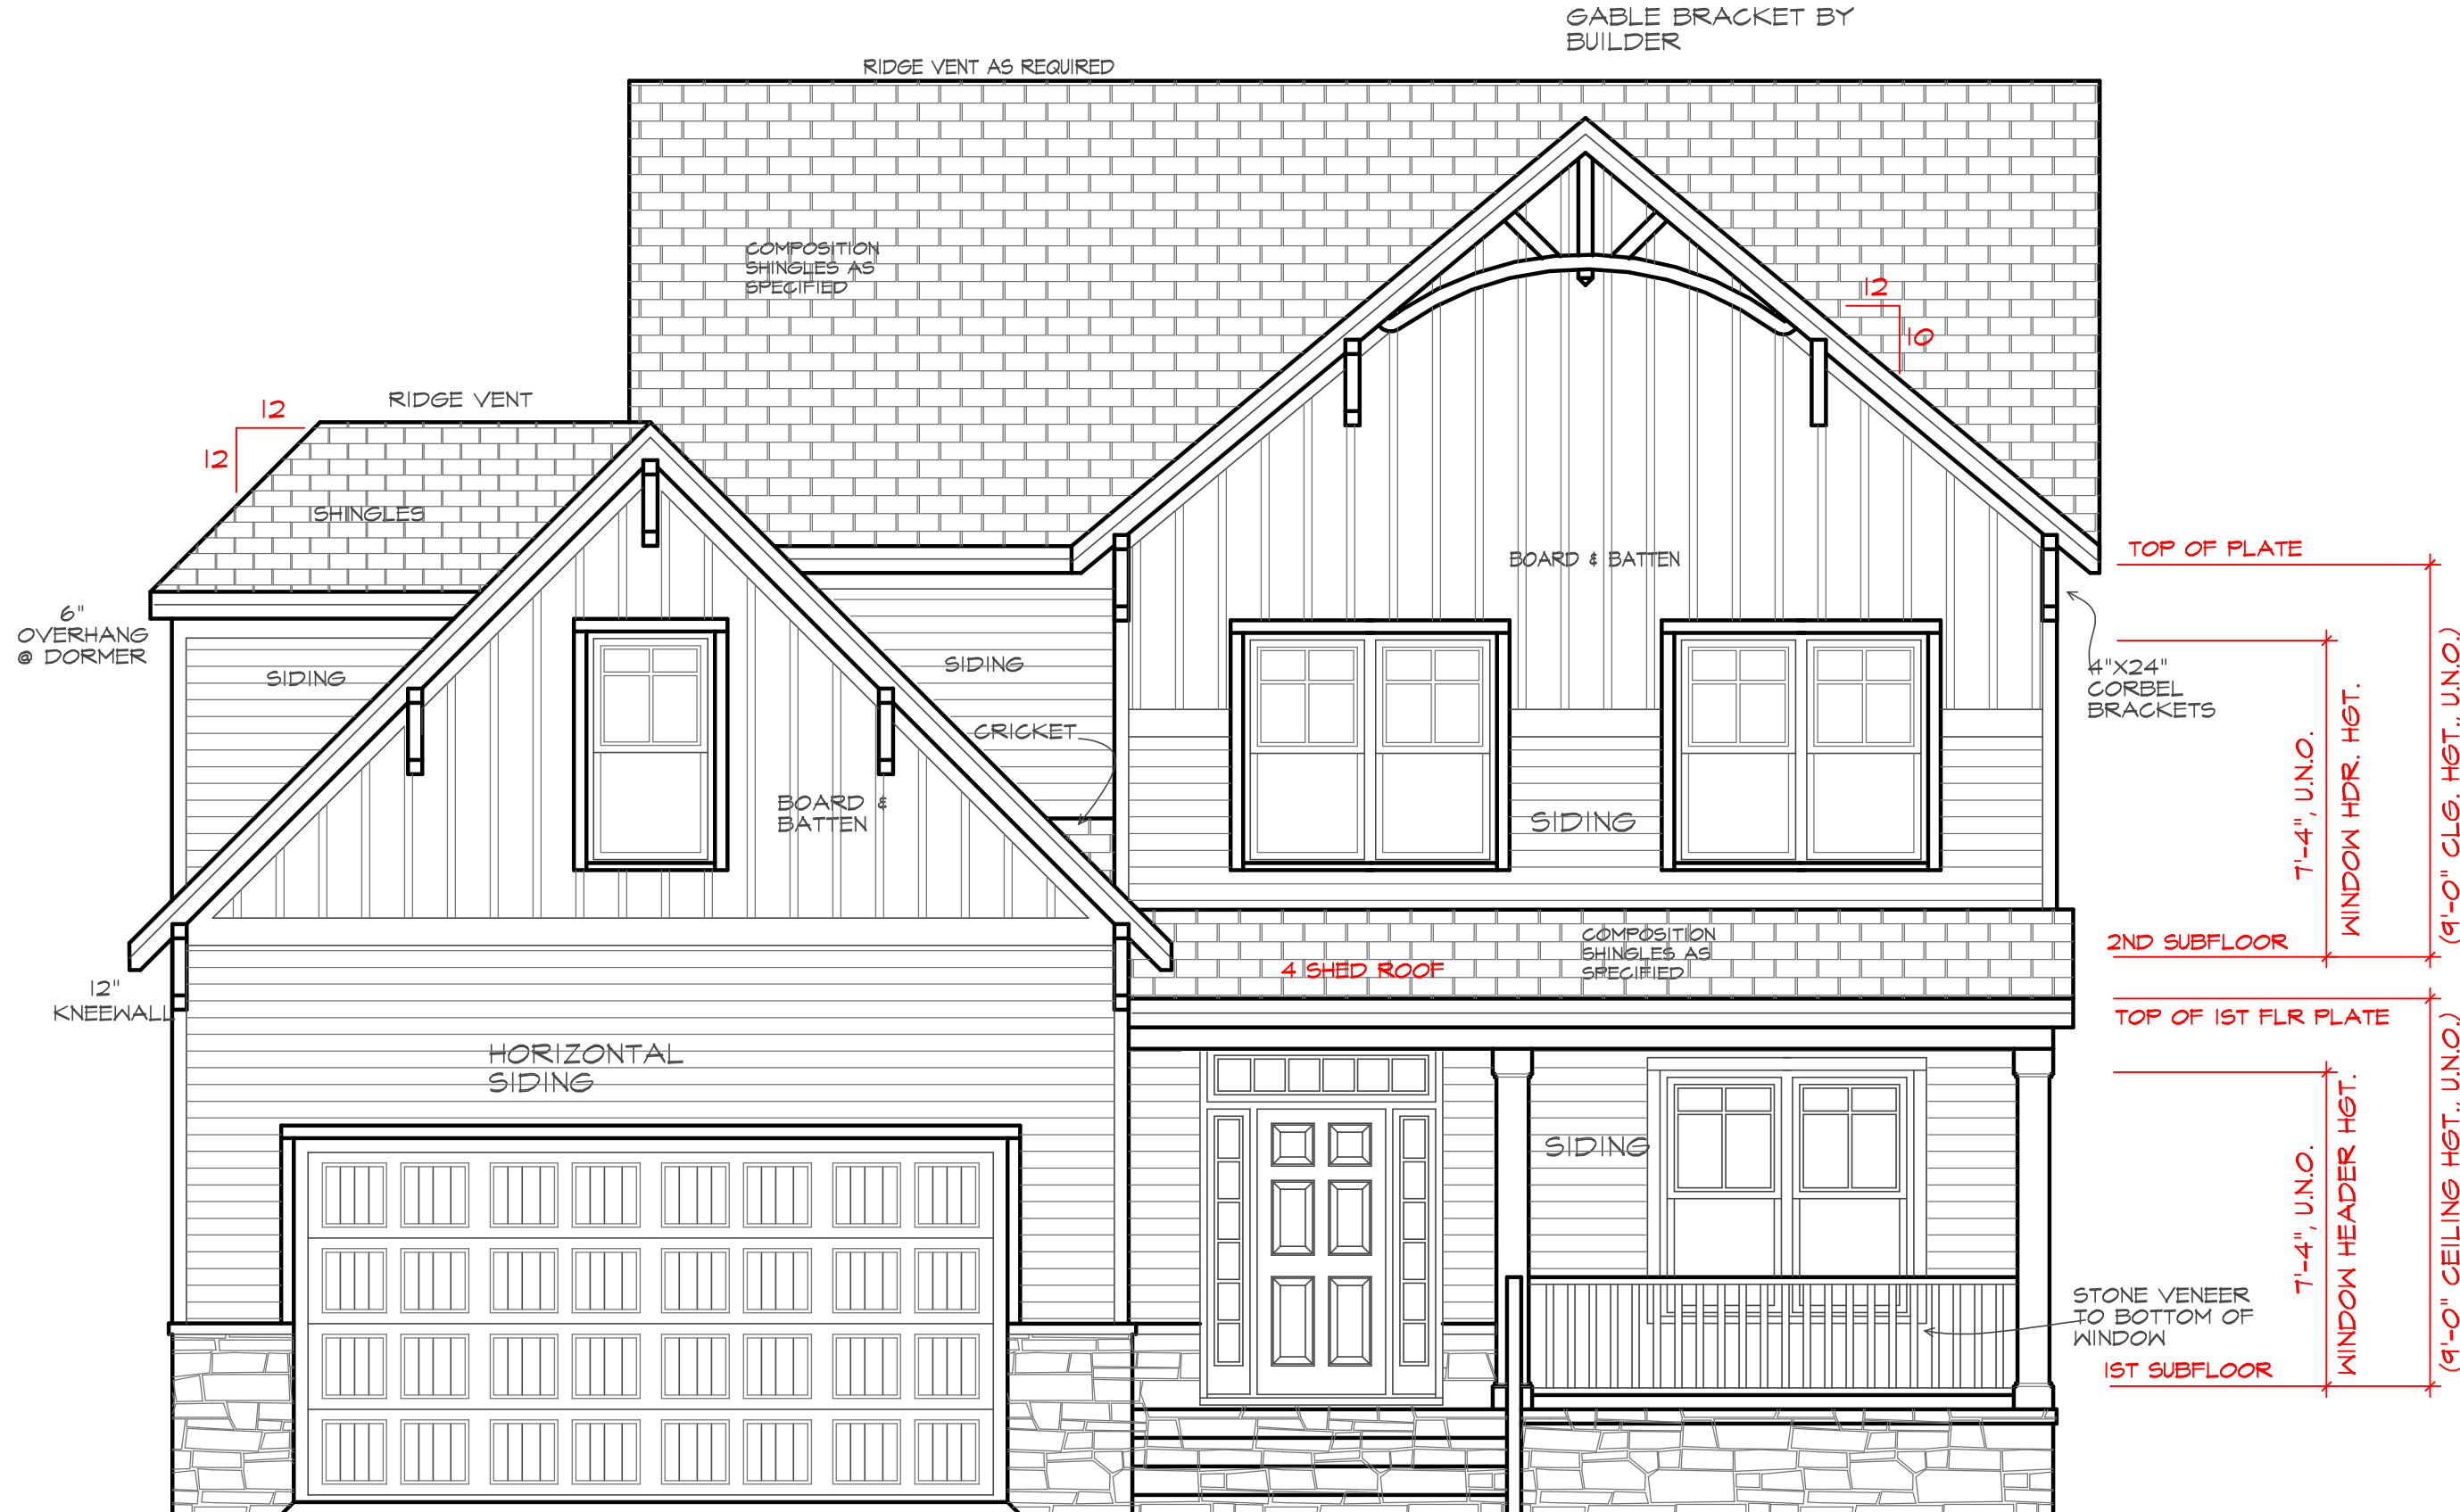 GABLE BRACKET BY
BUILDER
RIDGE VENT AS REQUIRED
COMPOSITION
SHINGLES AS
SPECIFIED
12
10
RIDGE VENT
12
12
SHINGLES
TOP OF PLATE
BOARD & BATTEN
6"
OVERHANG
@ DORMER
SIDING
SIDING
4"X24"
CORBEL
BRACKETS
CRICKET
BOARD &
BATTEN
SIDING
7'-4", U.N.O.
WINDOW HDR. HGT.
(9'-0" CLG. HGT., U.N.O.)
COMPOSITION
SHINGLES AS
SPECIFIED
4 SHED ROOF
2ND SUBFLOOR
12"
KNEEWALL
TOP OF 1ST FLR PLATE
HORIZONTAL
SIDING
SIDING
7'-4", U.N.O.
WINDOW HEADER HGT.
(9'-0" CEILING HGT., U.N.O.)
STONE VENEER
TO BOTTOM OF
WINDOW
1ST SUBFLOOR